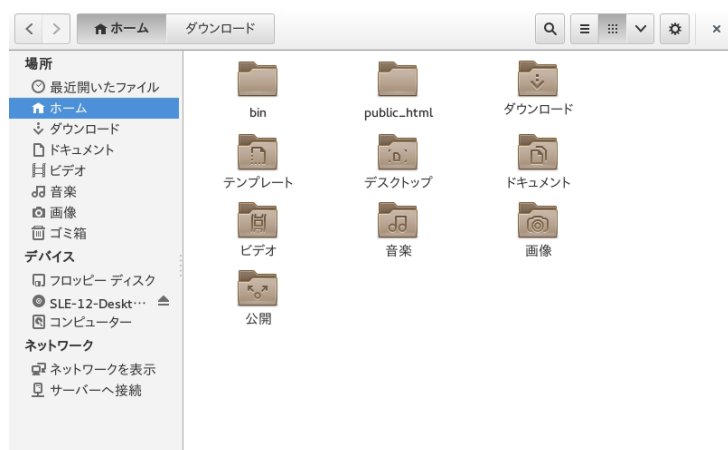 ホーム ダウンロード
場所
最近開いたファイル
ホーム
ダウンロード
ドキュメント
ビデオ
音楽
画像
ゴミ箱
デバイス
フロッピー ディスク
SLE-12-Deskt…
コンピューター
ネットワーク
ネットワークを表示
サーバーへ接続
bin public_html ダウンロード
テンプレート デスクトップ ドキュメント
ビデオ 音楽 画像
公開